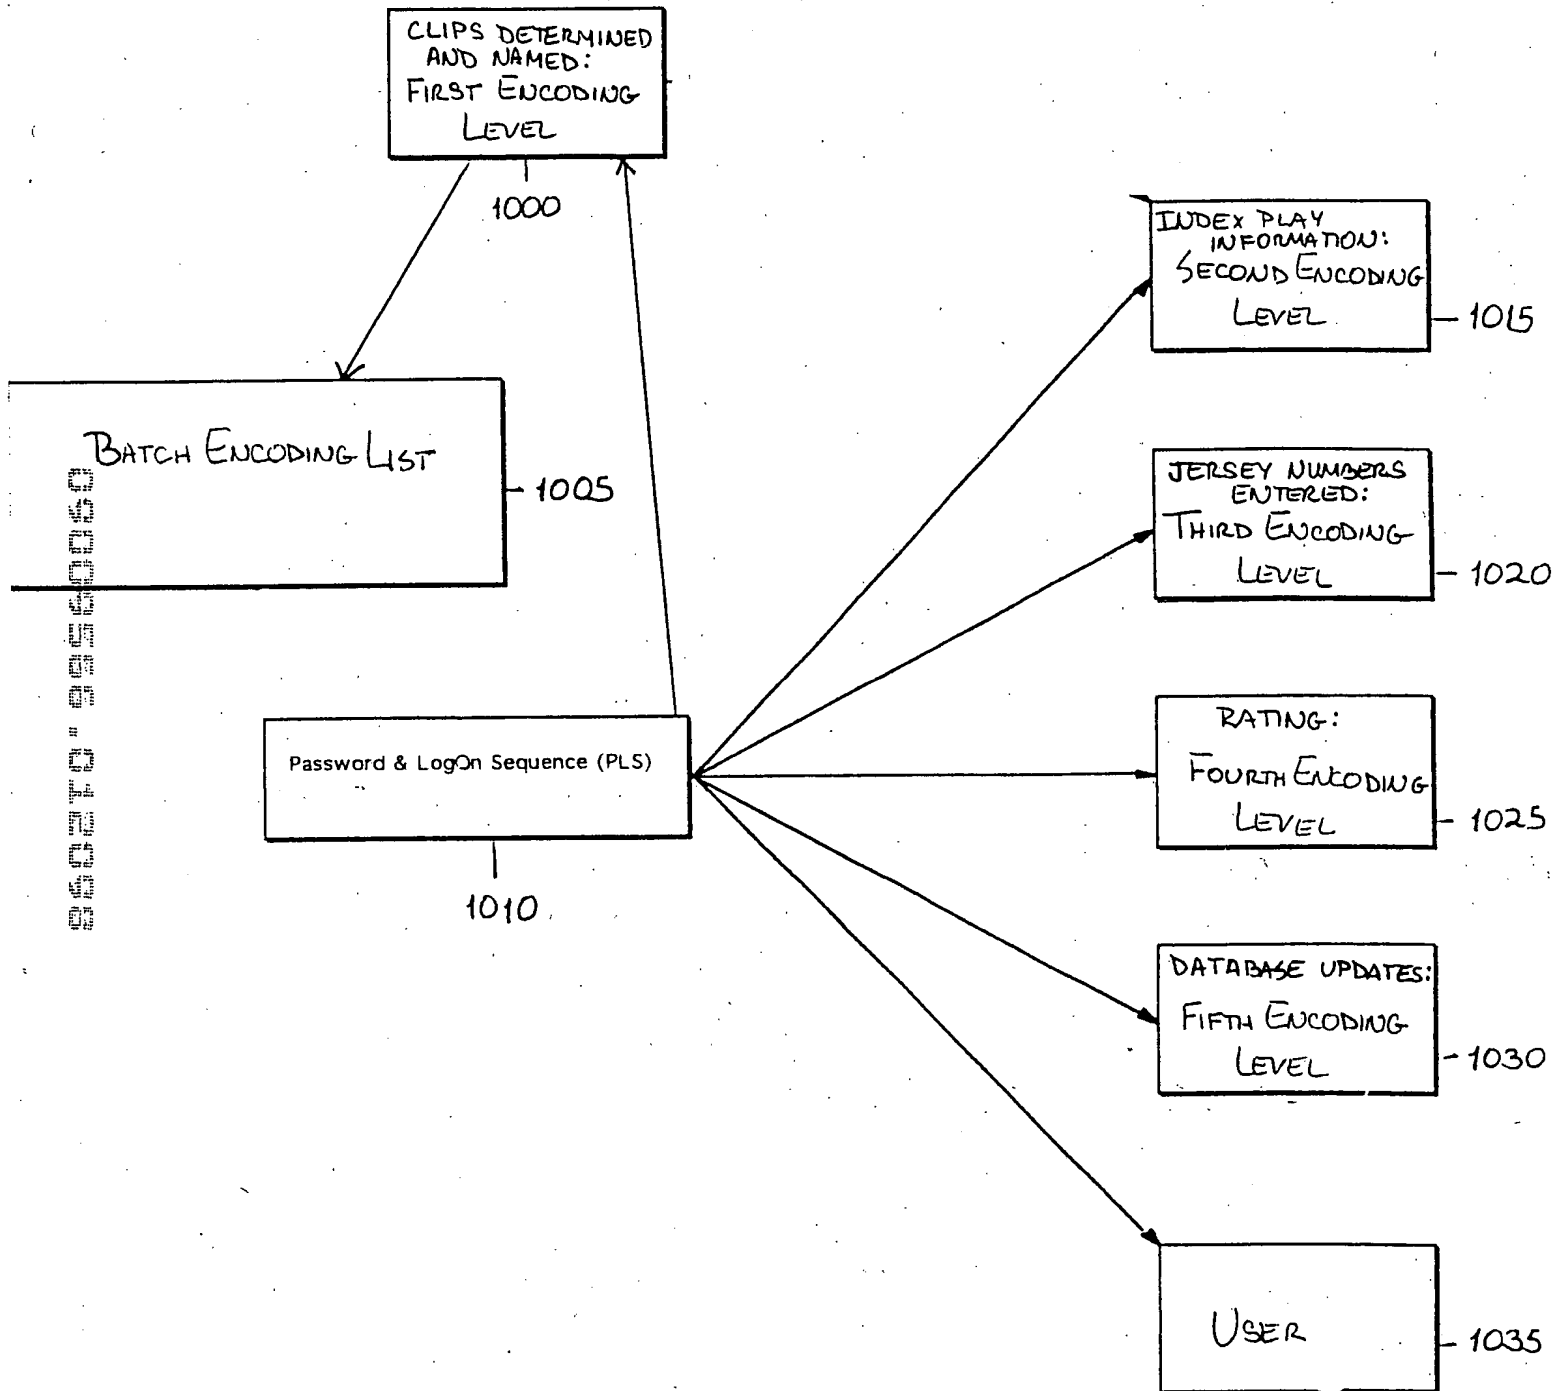 CLIPS DETERMINED
AND NAMED:
FIRST ENCODING
LEVEL
1000
INDEX PLAY
INFORMATION:
SECOND ENCODING
LEVEL
1015
BATCH ENCODING LIST
1005
JERSEY NUMBERS
ENTERED:
THIRD ENCODING
LEVEL
1020
Password & LogOn Sequence (PLS)
1010
RATING:
FOURTH ENCODING
LEVEL
1025
DATABASE UPDATES:
FIFTH ENCODING
LEVEL
1030
USER
1035